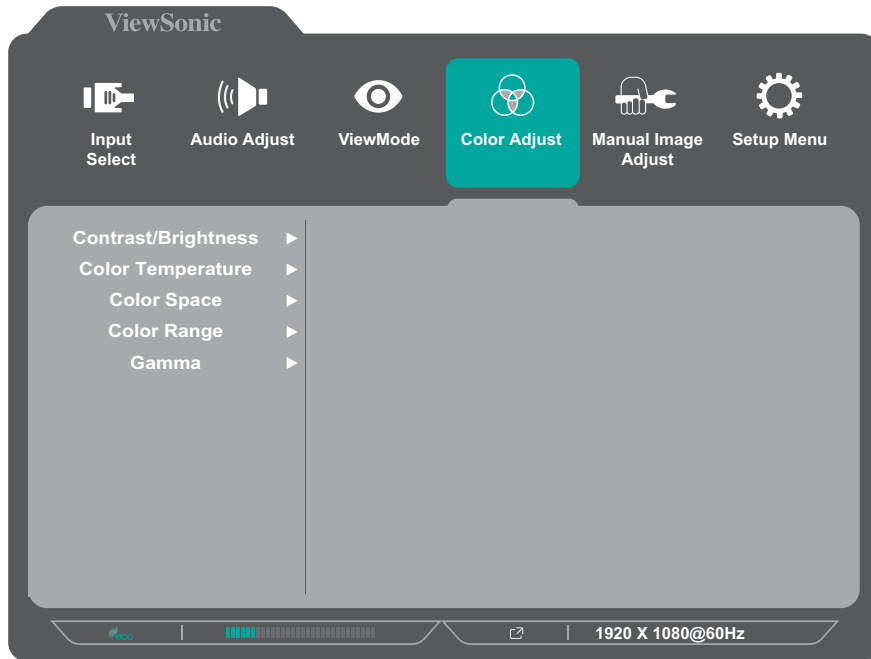 ViewSonic
Input
Select
Audio Adjust
ViewMode
Color Adjust
Manual Image
Adjust
Setup Menu
Contrast/Brightness
Color Temperature
Color Space
Color Range
Gamma
eco
1920 X 1080@60Hz